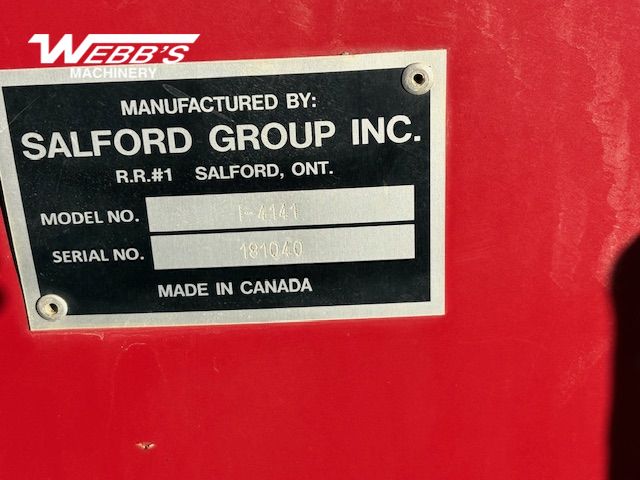 WEBB'S
MACHINERY
MANUFACTURED BY:
SALFORD GROUP INC.
R.R.#1 SALFORD, ONT.
MODEL NO. I-4141
SERIAL NO. 181040
MADE IN CANADA